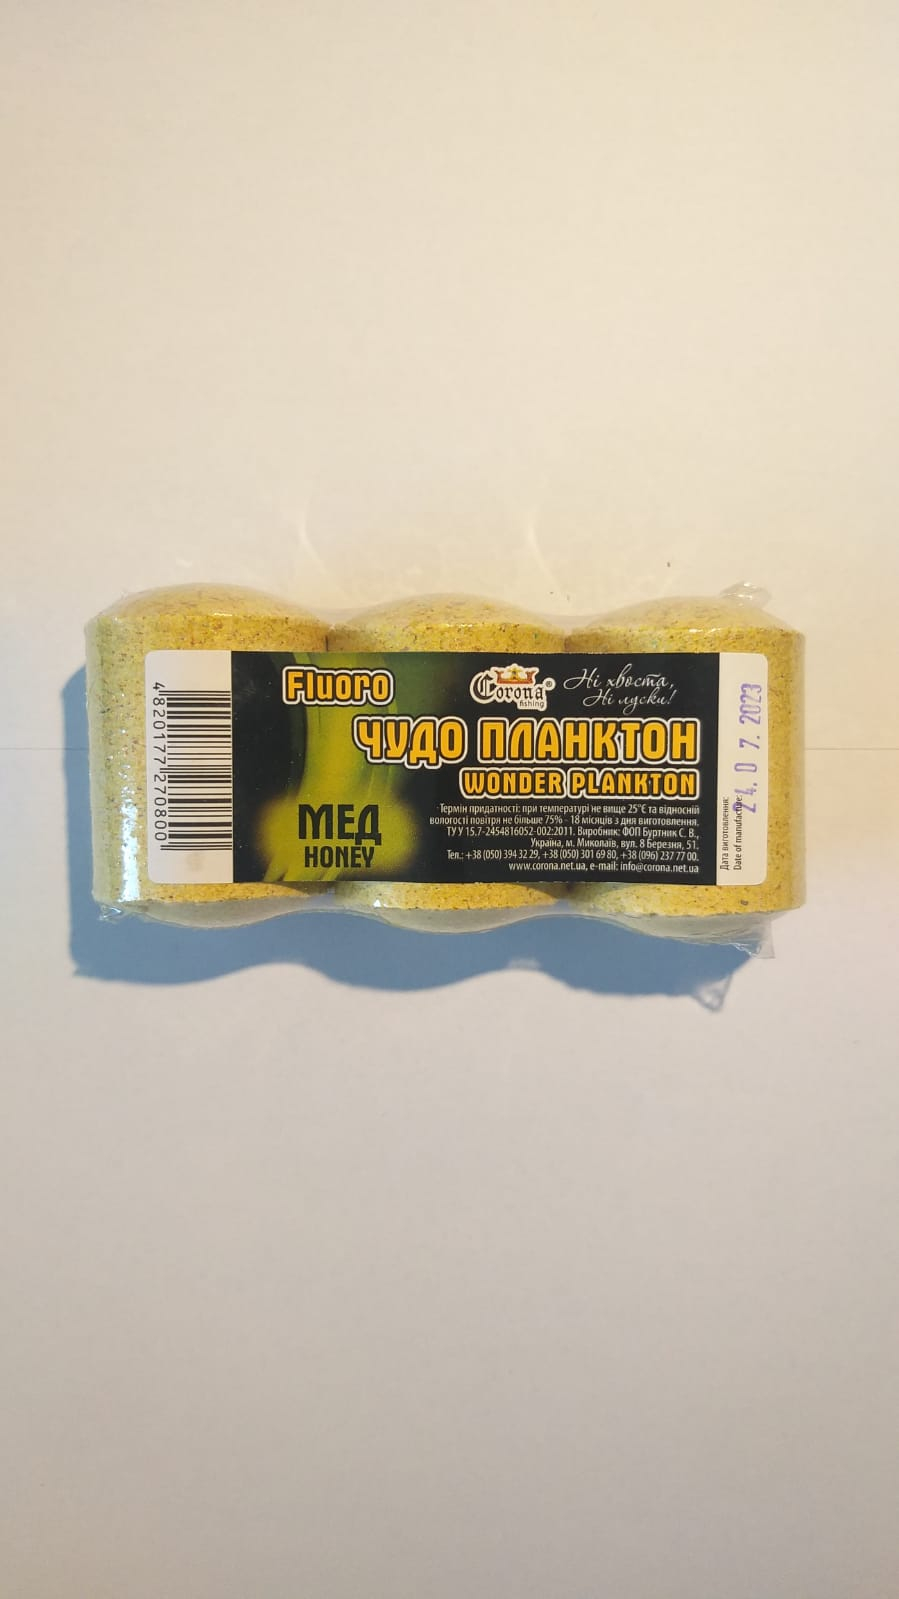 4820177270800
Fluoro
Corona®
fishing
Ні хвоста,
Ні луски!
ЧУДО ПЛАНКТОН
WONDER PLANKTON
МЕД
HONEY
Термін придатності: при температурі не вище 25°С та відносній
вологості повітря не більше 75% - 18 місяців з дня виготовлення.
ТУ У 15.7-2454816052-002:2011. Виробник: ФОП Буртник С. В.,
Україна, м. Миколаїв, вул. 8 Березня, 51.
Тел.: +38 (050) 394 32 29, +38 (050) 301 69 80, +38 (096) 237 77 00.
www.corona.net.ua, e-mail: info@corona.net.ua
Дата виготовлення:
Date of manufacture:
24.07.2023